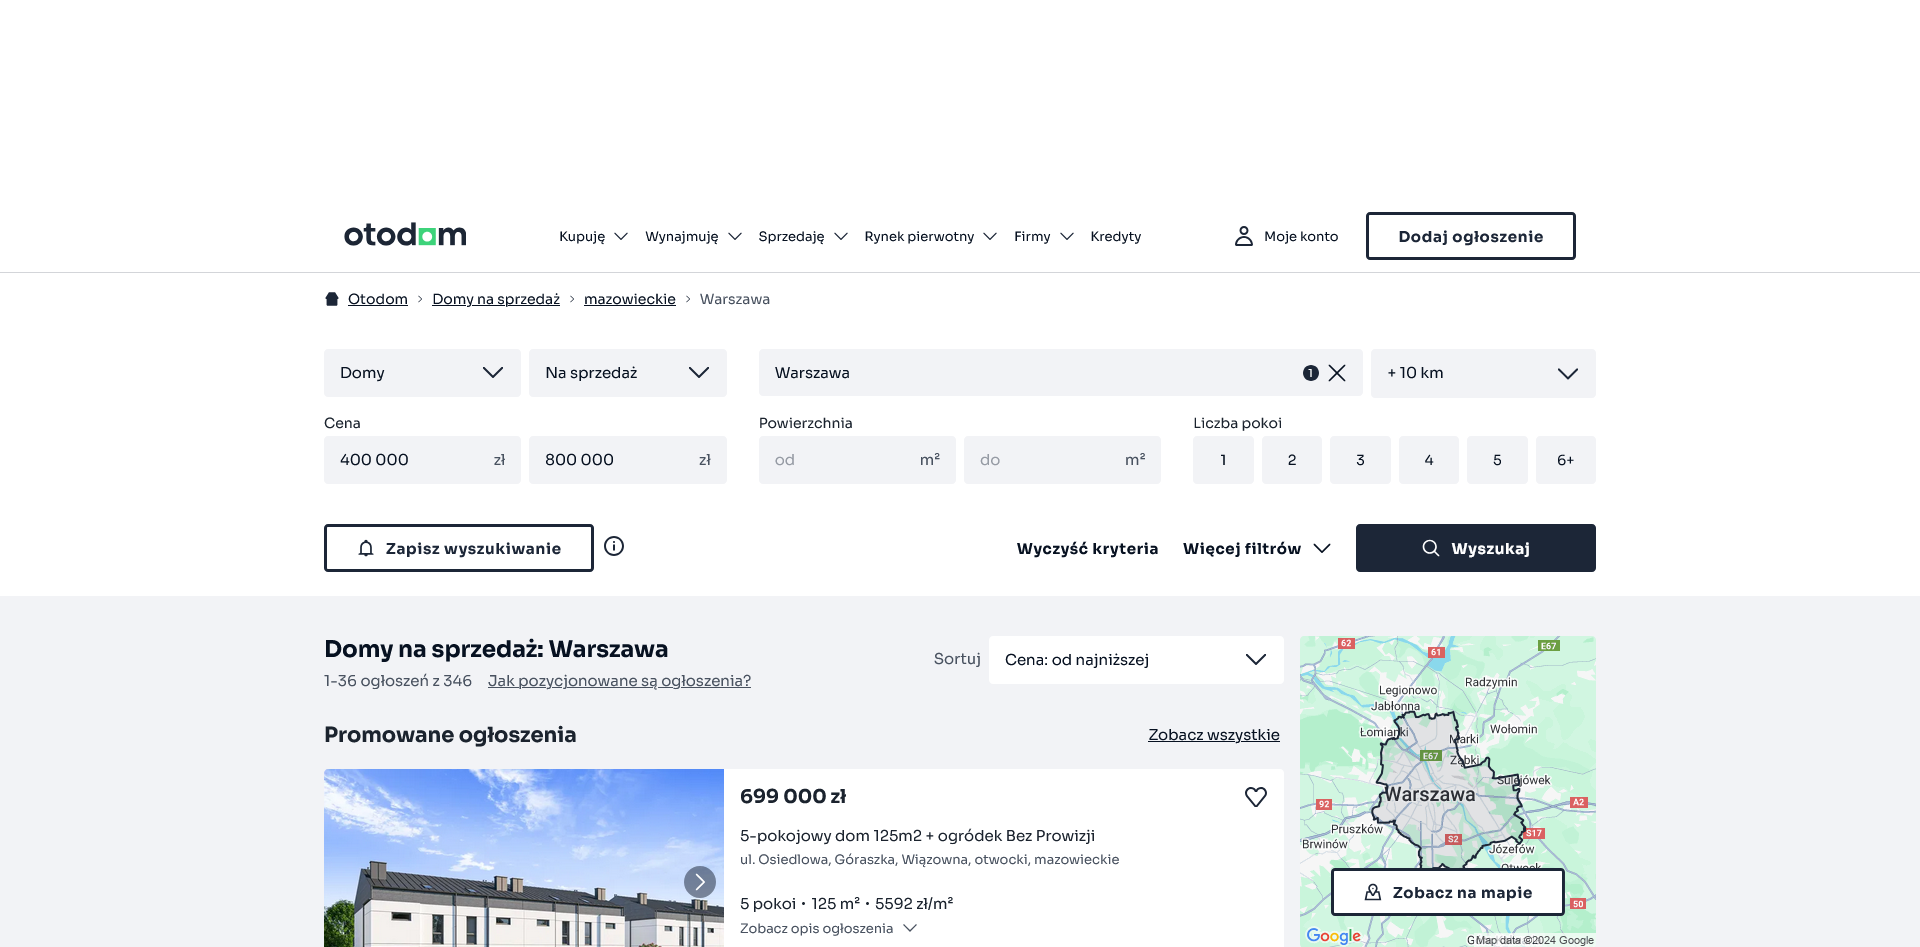 otodom
Kupuję
Wynajmuję
Sprzedaję
Rynek pierwotny
Firmy
Kredyty
Moje konto
Dodaj ogłoszenie
Otodom
Domy na sprzedaż
mazowieckie
Warszawa
Domy
Na sprzedaż
Warszawa
1
+ 10 km
Cena
Powierzchnia
Liczba pokoi
400 000 zł
800 000 zł
od m²
do m²
1
2
3
4
5
6+
Zapisz wyszukiwanie
Wyczyść kryteria
Więcej filtrów
Wyszukaj
Domy na sprzedaż: Warszawa
1-36 ogłoszeń z 346
Jak pozycjonowane są ogłoszenia?
Sortuj
Cena: od najniższej
Promowane ogłoszenia
Zobacz wszystkie
699 000 zł
5-pokojowy dom 125m2 + ogródek Bez Prowizji
ul. Osiedlowa, Góraszka, Wiązowna, otwocki, mazowieckie
5 pokoi • 125 m² • 5592 zł/m²
Zobacz opis ogłoszenia
62
61
E67
Radzymin
Legionowo
Jabłonna
Wołomin
Łomianki
Marki
E67
Ząbki
Sulejówek
Warszawa
92
A2
Pruszków
S17
S2
Brwinów
Józefów
Otwock
Zobacz na mapie
50
Google
Map data ©2024 Google